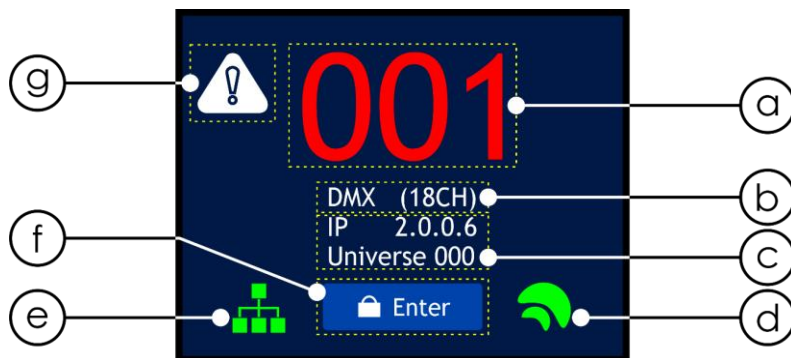 g
001
a
DMX (18CH)
b
IP 2.0.0.6
f
Universe 000
c
e
Enter
d